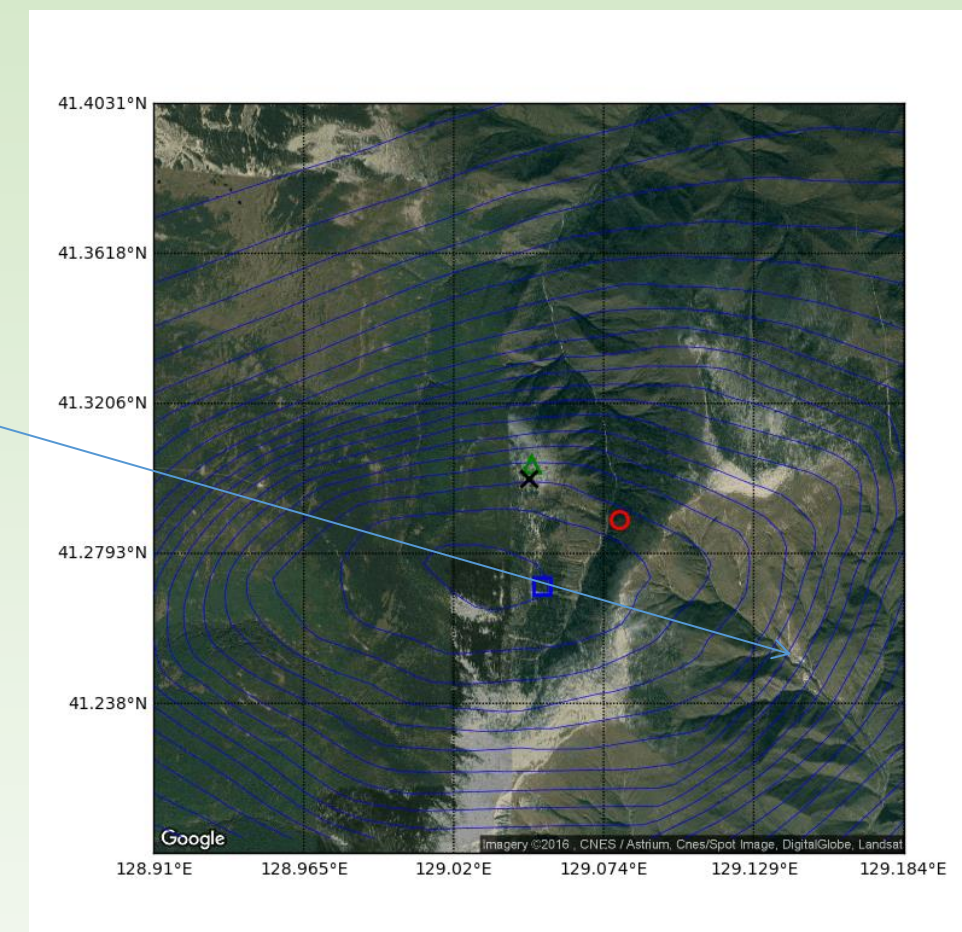 41.4031°N
41.3618°N
41.3206°N
41.2793°N
41.238°N
Google
Imagery ©2016 , CNES / Astrium, Cnes/Spot Image, DigitalGlobe, Landsat
128.91°E 128.965°E 129.02°E 129.074°E 129.129°E 129.184°E